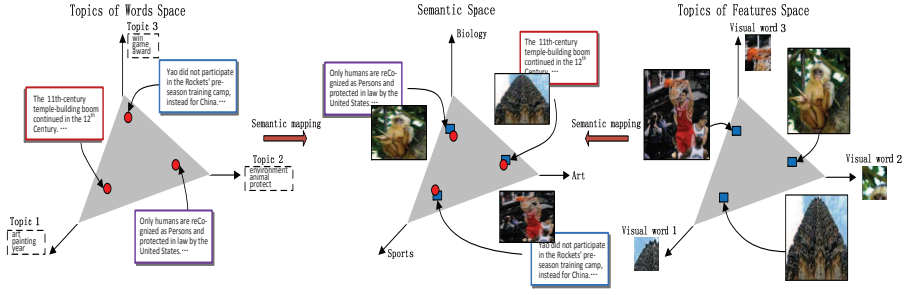 Topics of Words Space
Topic 3
win
game
award
Yao did not participate
in the Rockets' pre-
season training camp,
instead for China.…
The 11th-century
temple-building boom
continued in the 12th
Century. …
Topic 2
environment
animal
protect
Topic 1
art
painting
year
Only humans are reCo-
gnized as Persons and
protected in law by the
United States.…
Semantic mapping
Semantic Space
Biology
Only humans are reCo-
gnized as Persons and
protected in law by the
United States.…
The 11th-century
temple-building boom
continued in the 12th
Century. …
Art
Sports
Yao did not participate
in the Rockets' pre-
season training camp,
instead for China.…
Semantic mapping
Topics of Features Space
Visual word 3
Visual word 2
Visual word 1